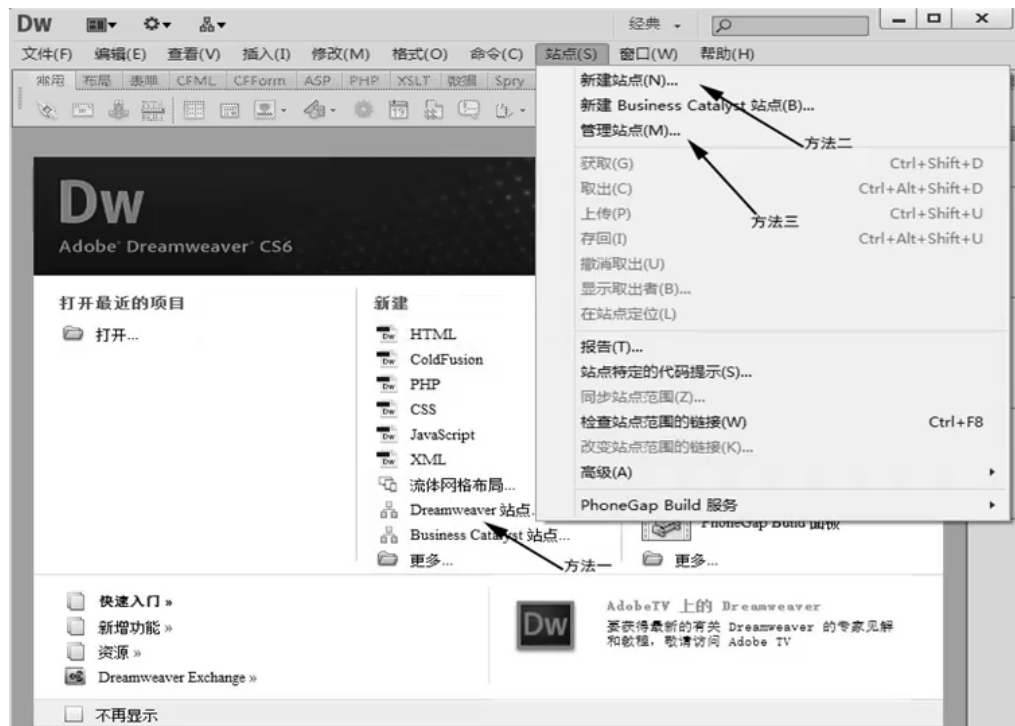 Dw 经典
文件(F) 编辑(E) 查看(V) 插入(I) 修改(M) 格式(O) 命令(C) 站点(S) 窗口(W) 帮助(H)
常用 布局 表单 CFML CFForm ASP PHP XSLT 数据 Spry
新建站点(N)...
新建 Business Catalyst 站点(B)...
管理站点(M)...
方法二
获取(G) Ctrl+Shift+D
取出(C) Ctrl+Alt+Shift+D
上传(P) Ctrl+Shift+U
方法三
存回(I) Ctrl+Alt+Shift+U
撤消取出(U)
显示取出者(B)...
在站点定位(L)
报告(T)...
站点特定的代码提示(S)...
同步站点范围(Z)...
检查站点范围的链接(W) Ctrl+F8
改变站点范围的链接(K)...
高级(A)
PhoneGap Build 服务
Dw
Adobe® Dreamweaver® CS6
打开最近的项目
打开...
新建
HTML
ColdFusion
PHP
CSS
JavaScript
XML
流体网格布局...
Dreamweaver 站点...
Business Catalyst 站点...
更多...
方法一
PhoneGap Build 面板
更多...
快速入门 »
新增功能 »
资源 »
Dreamweaver Exchange »
Dw
AdobeTV 上的 Dreamweaver
要获得最新的有关 Dreamweaver 的专家见解
和教程，敬请访问 Adobe TV
不再显示